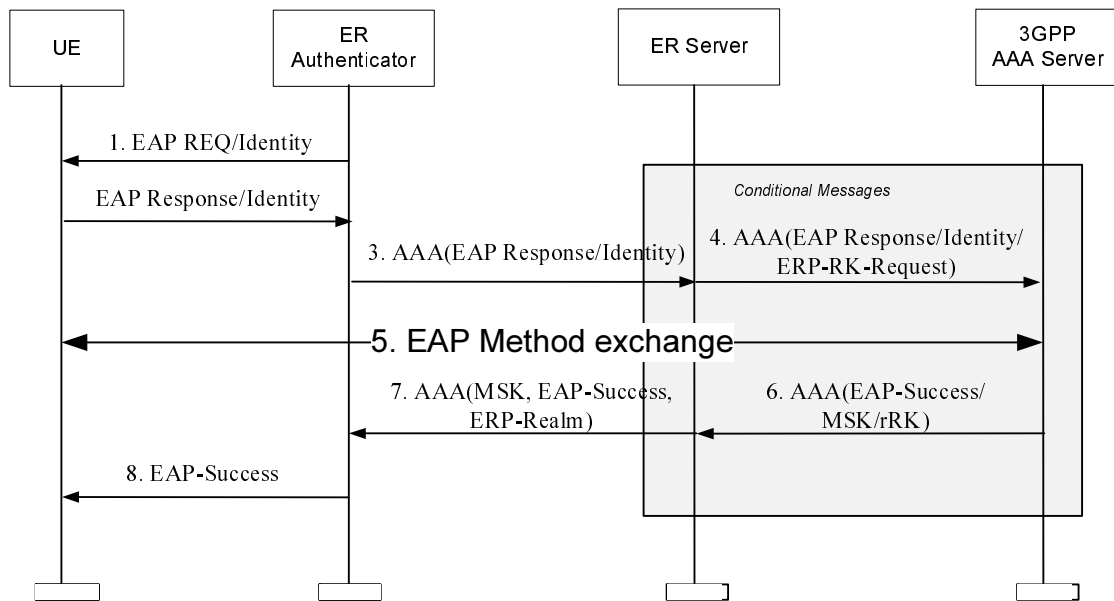 UE
ER
Authenticator
ER Server
3GPP
AAA Server
1. EAP REQ/Identity
Conditional Messages
EAP Response/Identity
3. AAA(EAP Response/Identity)
4. AAA(EAP Response/Identity/
ERP-RK-Request)
5. EAP Method exchange
7. AAA(MSK, EAP-Success,
ERP-Realm)
6. AAA(EAP-Success/
MSK/rRK)
8. EAP-Success